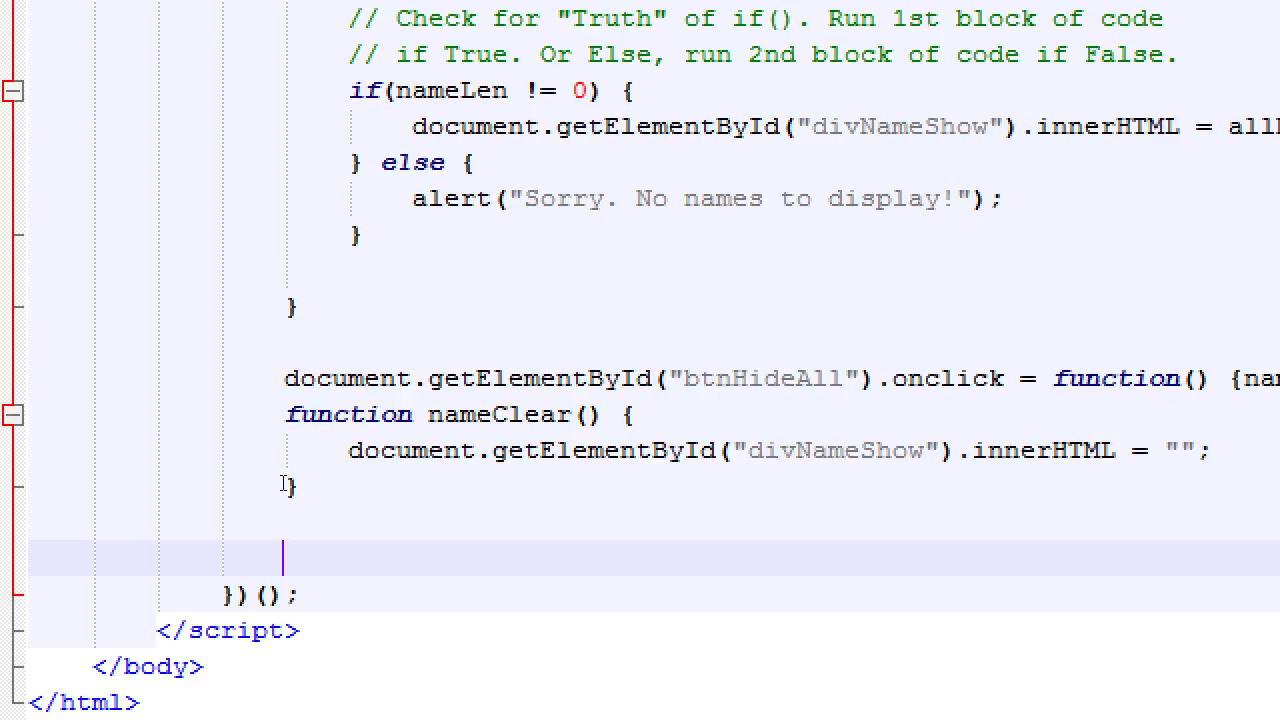 // Check for "Truth" of if(). Run 1st block of code
// if True. Or Else, run 2nd block of code if False.
if(nameLen != 0) {
document.getElementById("divNameShow").innerHTML =
} else {
alert("Sorry. No names to display!");
}
}
document.getElementById("btnHideAll").onclick = function() {
function nameClear() {
document.getElementById("divNameShow").innerHTML = "";
}
})();
</script>
</body>
</html>